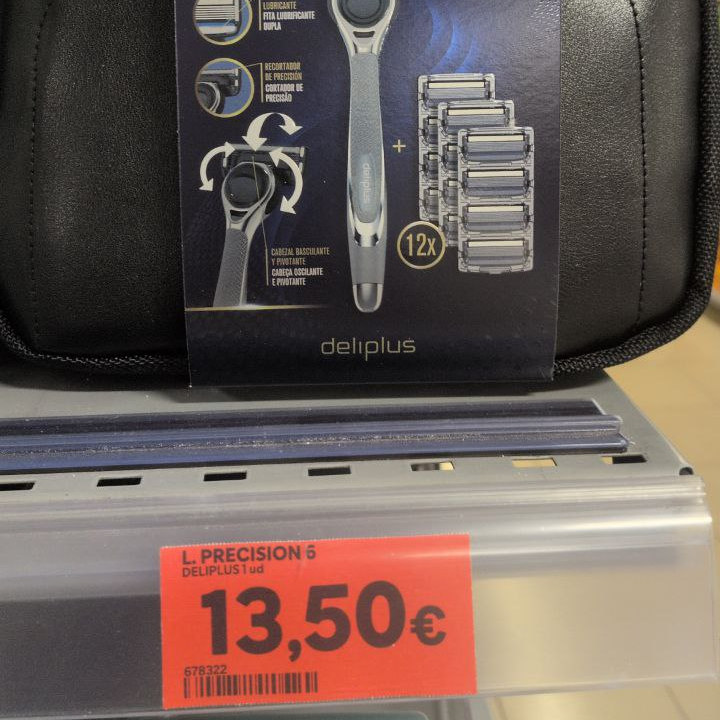 LUBRICANTE
FITA LUBRIFICANTE
DUPLA
RECORTADOR
DE PRECISIÓN
CORTADOR DE
PRECISÃO
deliplus
+
12x
CABEZAL BASCULANTE
Y PIVOTANTE
CABEÇA OSCILANTE
E PIVOTANTE
deliplus
L. PRECISION 6
DELIPLUS 1 ud
13,50€
678322